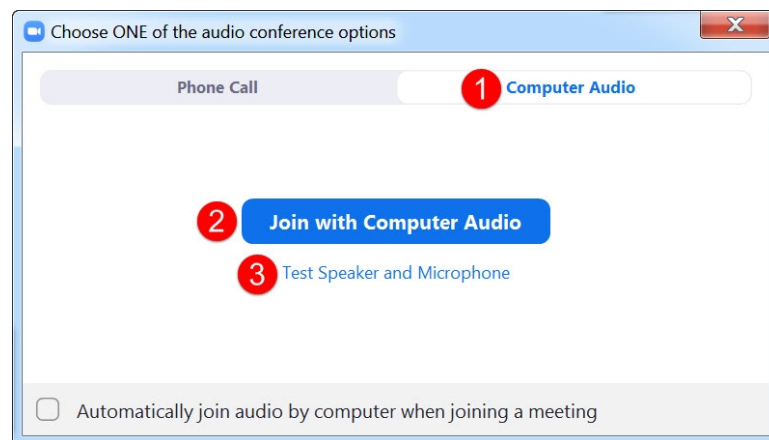 Choose ONE of the audio conference options
Phone Call
1 Computer Audio
2 Join with Computer Audio
3 Test Speaker and Microphone
Automatically join audio by computer when joining a meeting